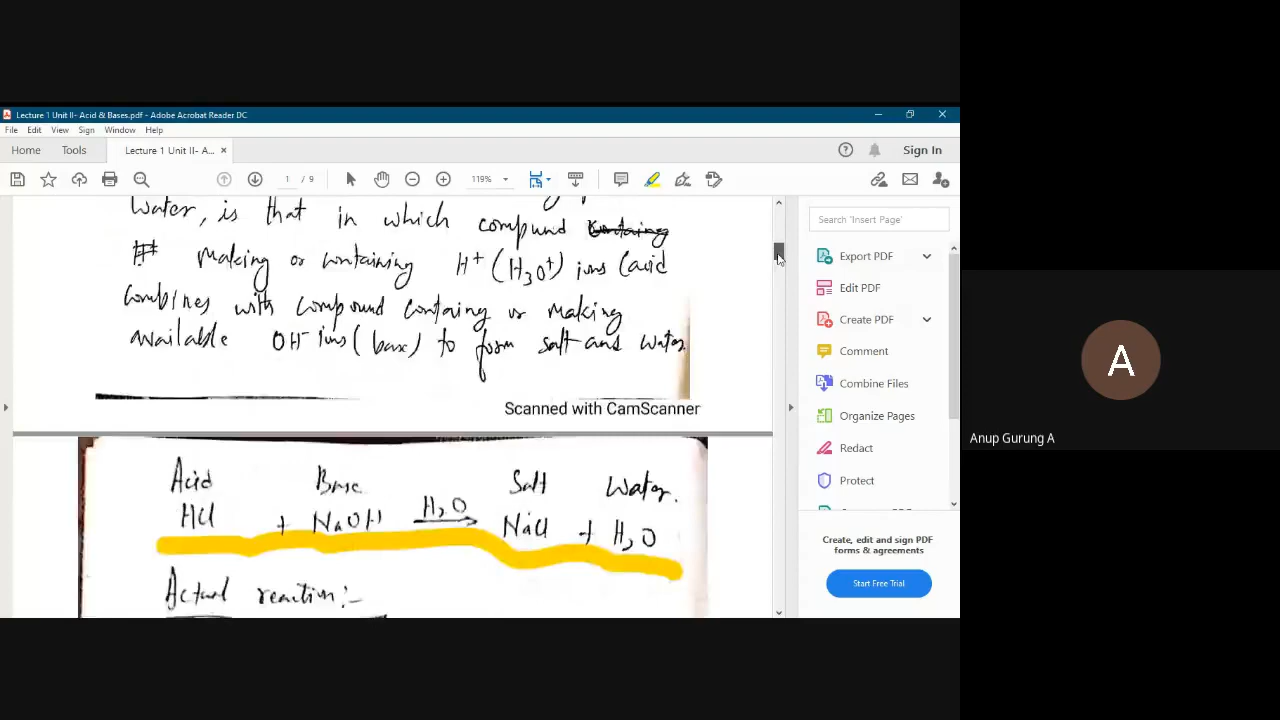 Lecture 1 Unit II- Acid & Bases.pdf - Adobe Acrobat Reader DC
File Edit View Sign Window Help
Home Tools Lecture 1 Unit II- A... × Sign In
1 / 9 119%
Water, is that in which compound containing
H+ making or containing H+ (H3O+) ions (acid
combines with compound containing or making
available OH- ions (base) to form salt and water.
Scanned with CamScanner
Acid Base Salt Water.
HCl + NaOH H2O → NaCl + H2O
Actual reaction:-
Search 'Insert Page'
Export PDF
Edit PDF
Create PDF
Comment
Combine Files
Organize Pages
Redact
Protect
Create, edit and sign PDF
forms & agreements
Start Free Trial
A
Anup Gurung A